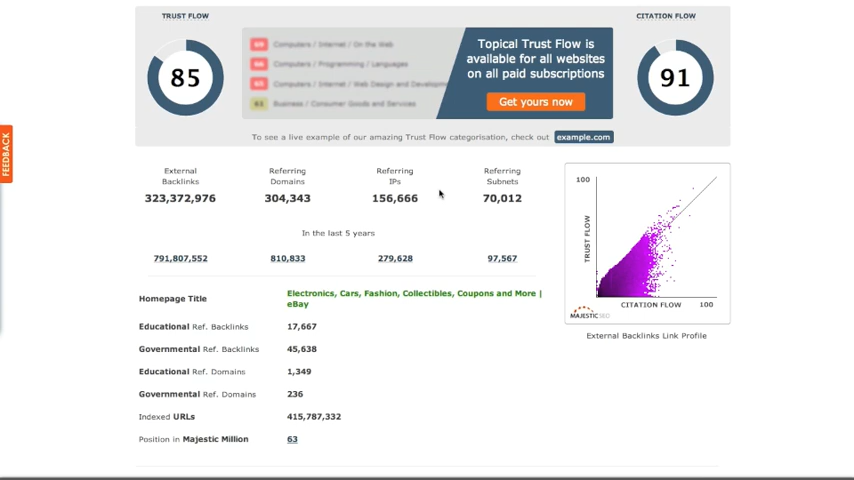 TRUST FLOW
CITATION FLOW
85
69 Computers / Internet / On the Web
66 Computers / Programming / Languages
65 Computers / Internet / Web Design and Developm
61 Business / Consumer Goods and Services
Topical Trust Flow is
available for all websites
on all paid subscriptions
Get yours now
91
To see a live example of our amazing Trust Flow categorisation, check out example.com
FEEDBACK
External
Backlinks
323,372,976
Referring
Domains
304,343
Referring
IPs
156,666
Referring
Subnets
70,012
In the last 5 years
791,807,552
810,833
279,628
97,567
Homepage Title
Electronics, Cars, Fashion, Collectibles, Coupons and More |
eBay
Educational Ref. Backlinks 17,667
Governmental Ref. Backlinks 45,638
Educational Ref. Domains 1,349
Governmental Ref. Domains 236
Indexed URLs 415,787,332
Position in Majestic Million 63
100
TRUST FLOW
CITATION FLOW 100
MAJESTICSEO
External Backlinks Link Profile